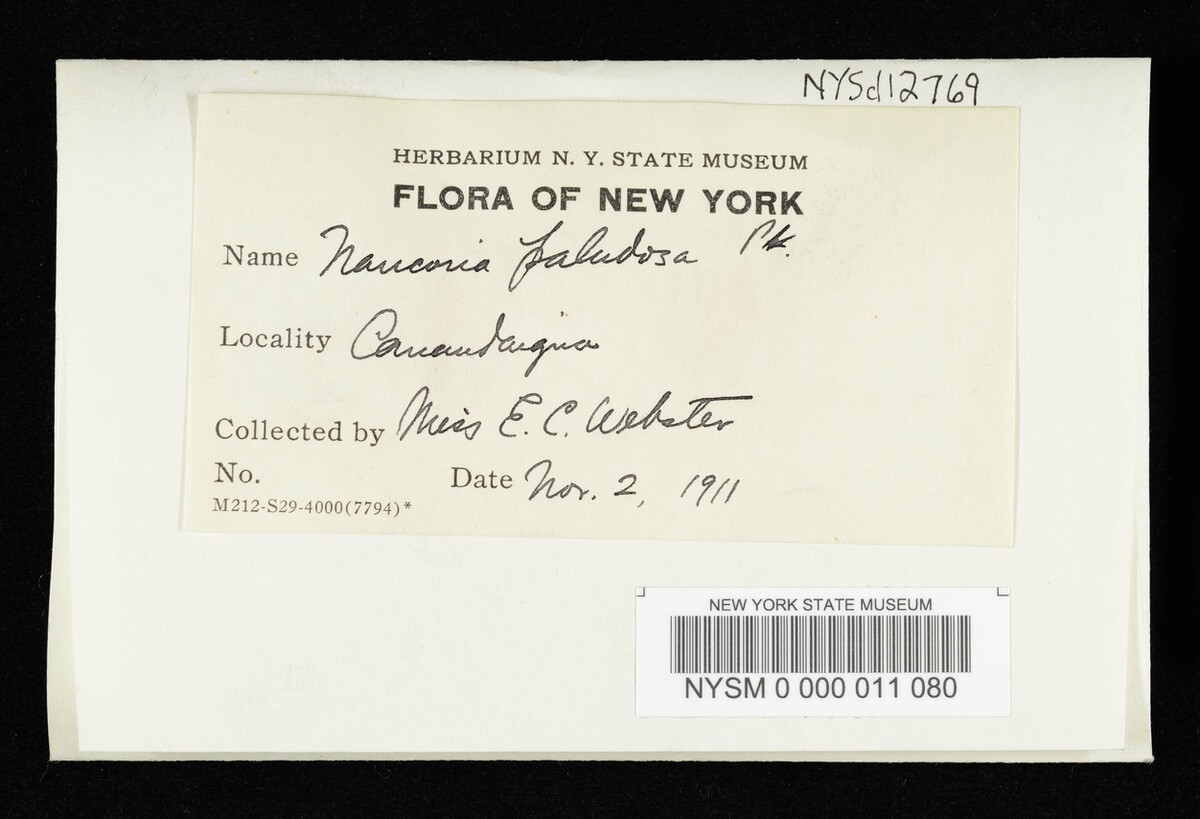 NYSd12769
HERBARIUM N. Y. STATE MUSEUM
FLORA OF NEW YORK
Name Naucoria paludosa Pk.
Locality Canandaigua
Collected by Miss E. C. Webster
No. Date Nov. 2, 1911
M212-S29-4000(7794)*
NEW YORK STATE MUSEUM
NYSM 0 000 011 080